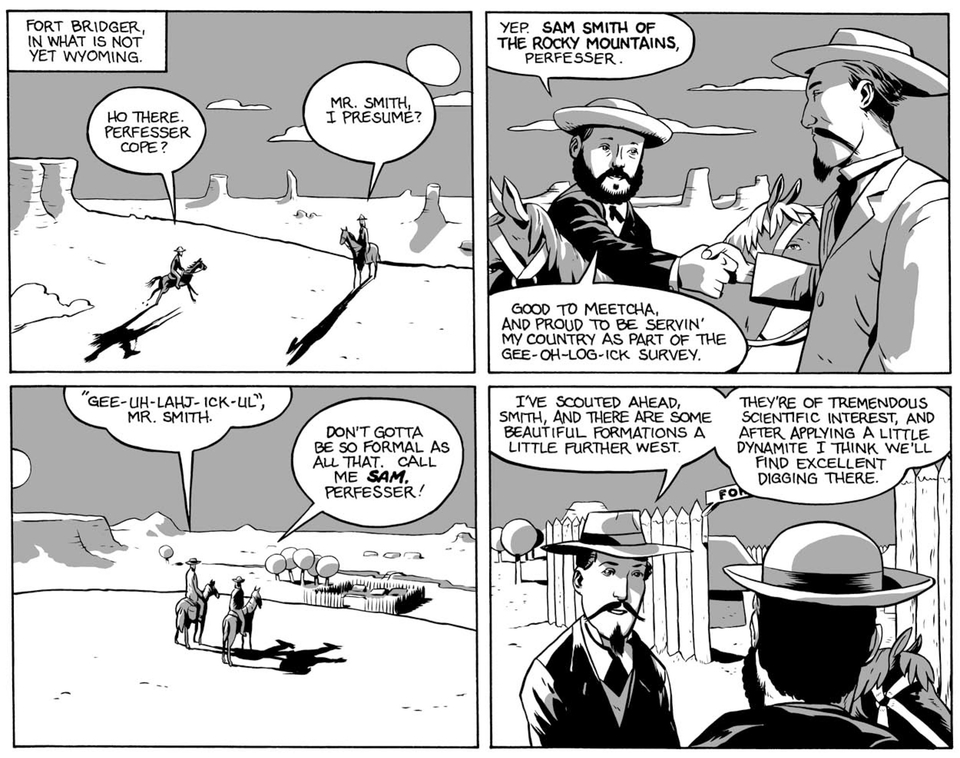 FORT BRIDGER,
IN WHAT IS NOT
YET WYOMING.
HO THERE.
PERFESSER
COPE?
MR. SMITH,
I PRESUME?
YEP. SAM SMITH OF
THE ROCKY MOUNTAINS,
PERFESSER.
GOOD TO MEETCHA,
AND PROUD TO BE SERVIN'
MY COUNTRY AS PART OF THE
GEE-OH-LOG-ICK SURVEY.
"GEE-UH-LAHJ-ICK-UL",
MR. SMITH.
DON'T GOTTA
BE SO FORMAL AS
ALL THAT. CALL
ME SAM,
PERFESSER!
I'VE SCOUTED AHEAD,
SMITH, AND THERE ARE SOME
BEAUTIFUL FORMATIONS A
LITTLE FURTHER WEST.
THEY'RE OF TREMENDOUS
SCIENTIFIC INTEREST, AND
AFTER APPLYING A LITTLE
DYNAMITE I THINK WE'LL
FIND EXCELLENT
DIGGING THERE.